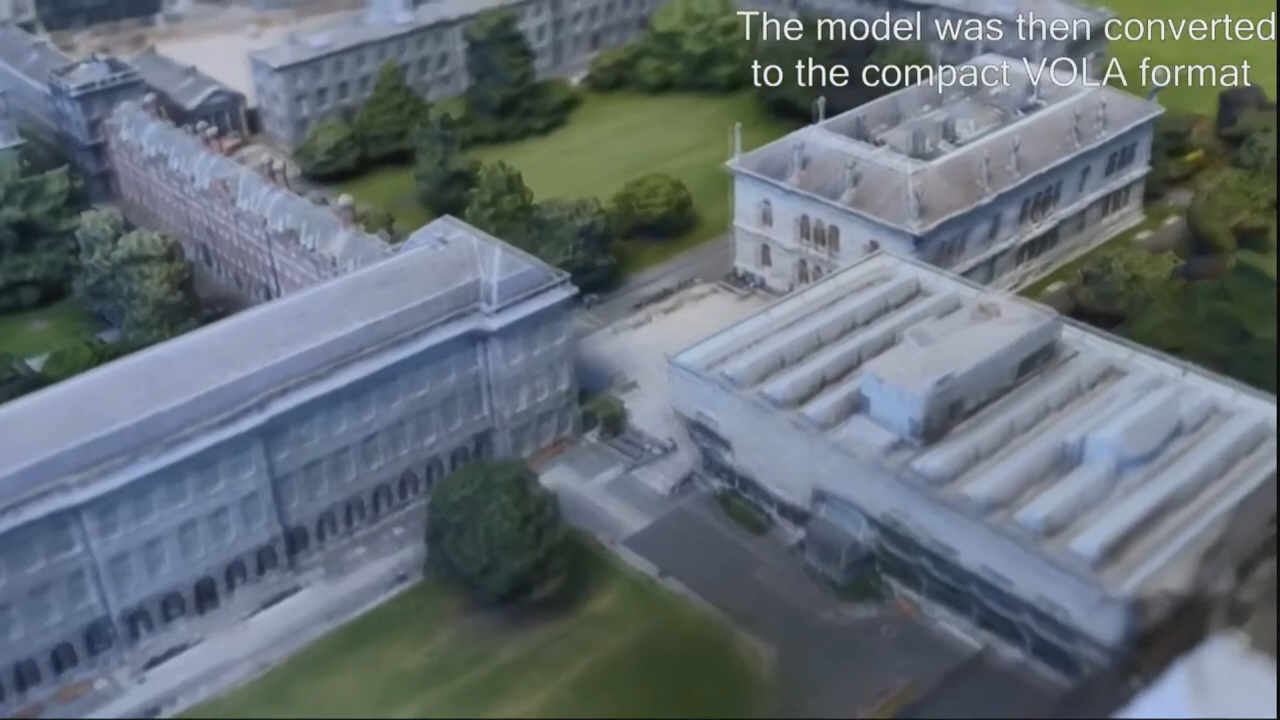 The model was then converted
to the compact VOLA format